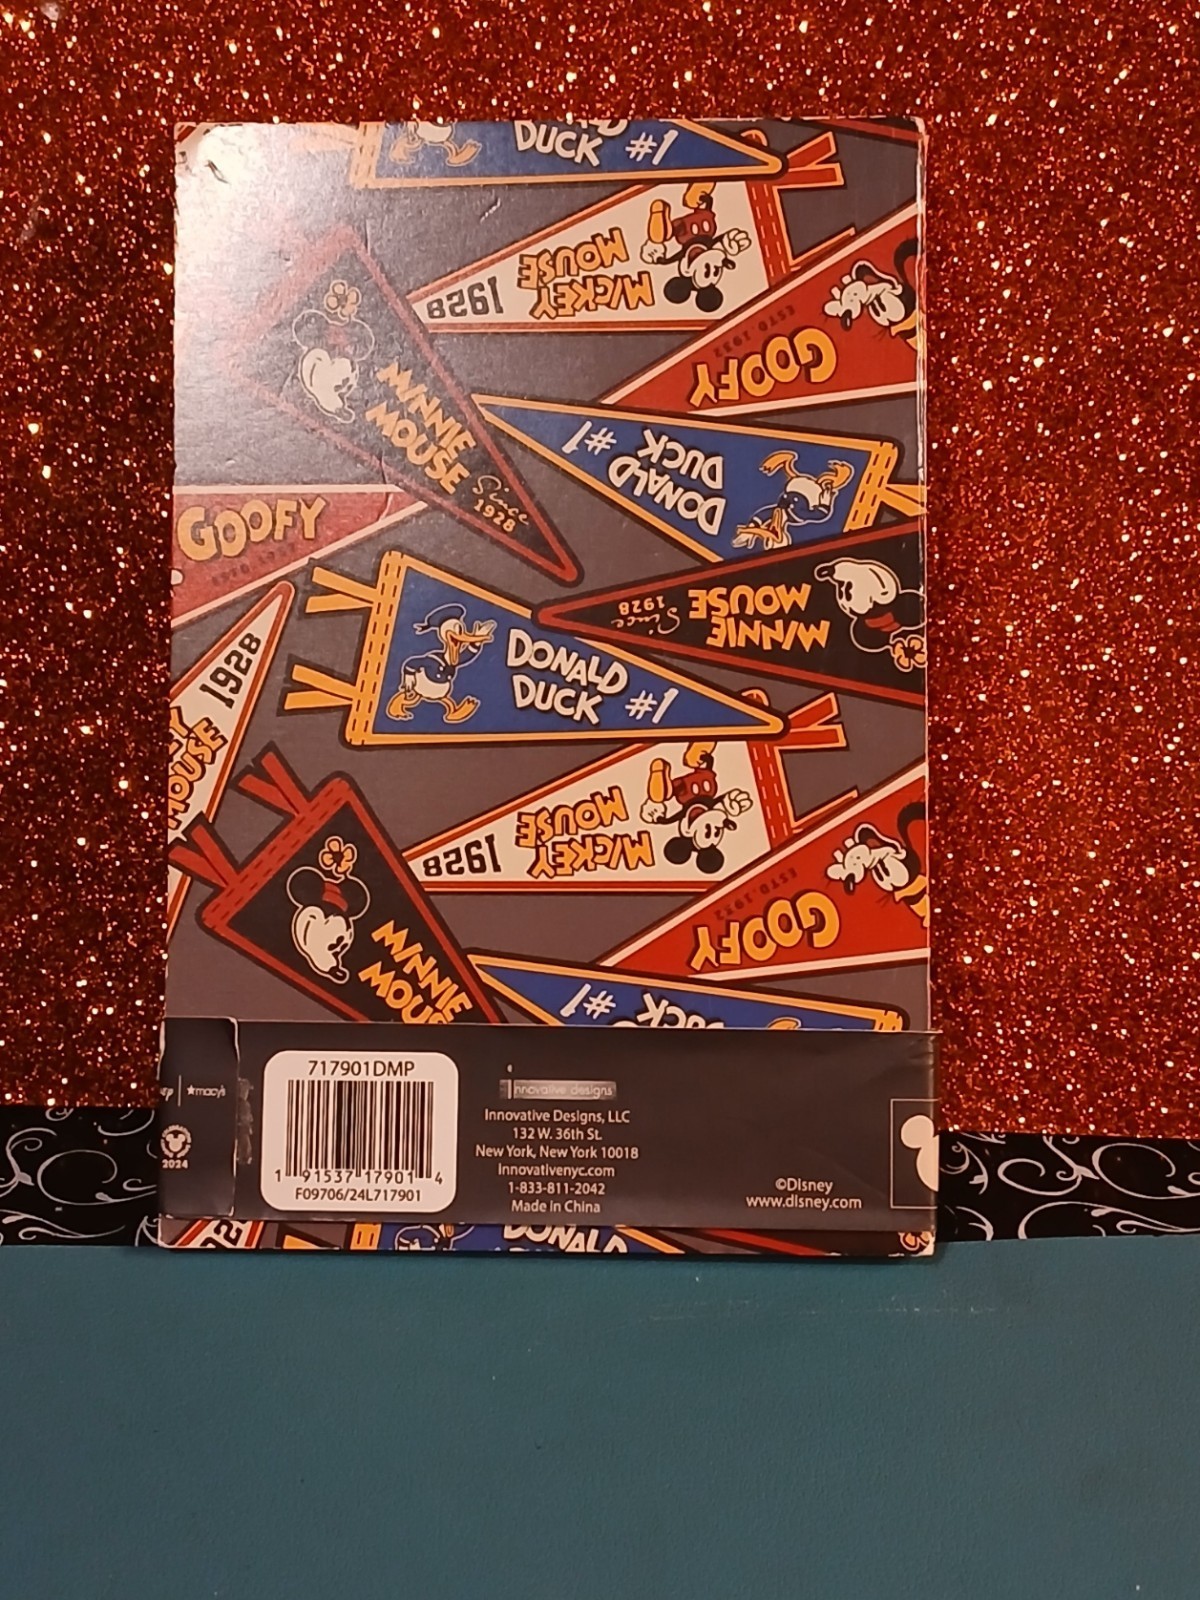 DUCK #1
MICKEY
MOUSE
1928
GOOFY
ESTD. 1932
MINNIE
MOUSE
Since
1928
DONALD
DUCK
#1
GOOFY
MINNIE
MOUSE
Since
1928
1928
MOUSE
DONALD
DUCK
#1
MICKEY
MOUSE
1928
GOOFY
ESTD. 1932
MINNIE
#1
717901DMP
1 91537 17901 4
F09706/24L717901
innovative designs
Innovative Designs, LLC
132 W. 36th St.
New York, New York 10018
innovativenyc.com
1-833-811-2042
Made in China
©Disney
www.disney.com
★macy's
2024
DONALD